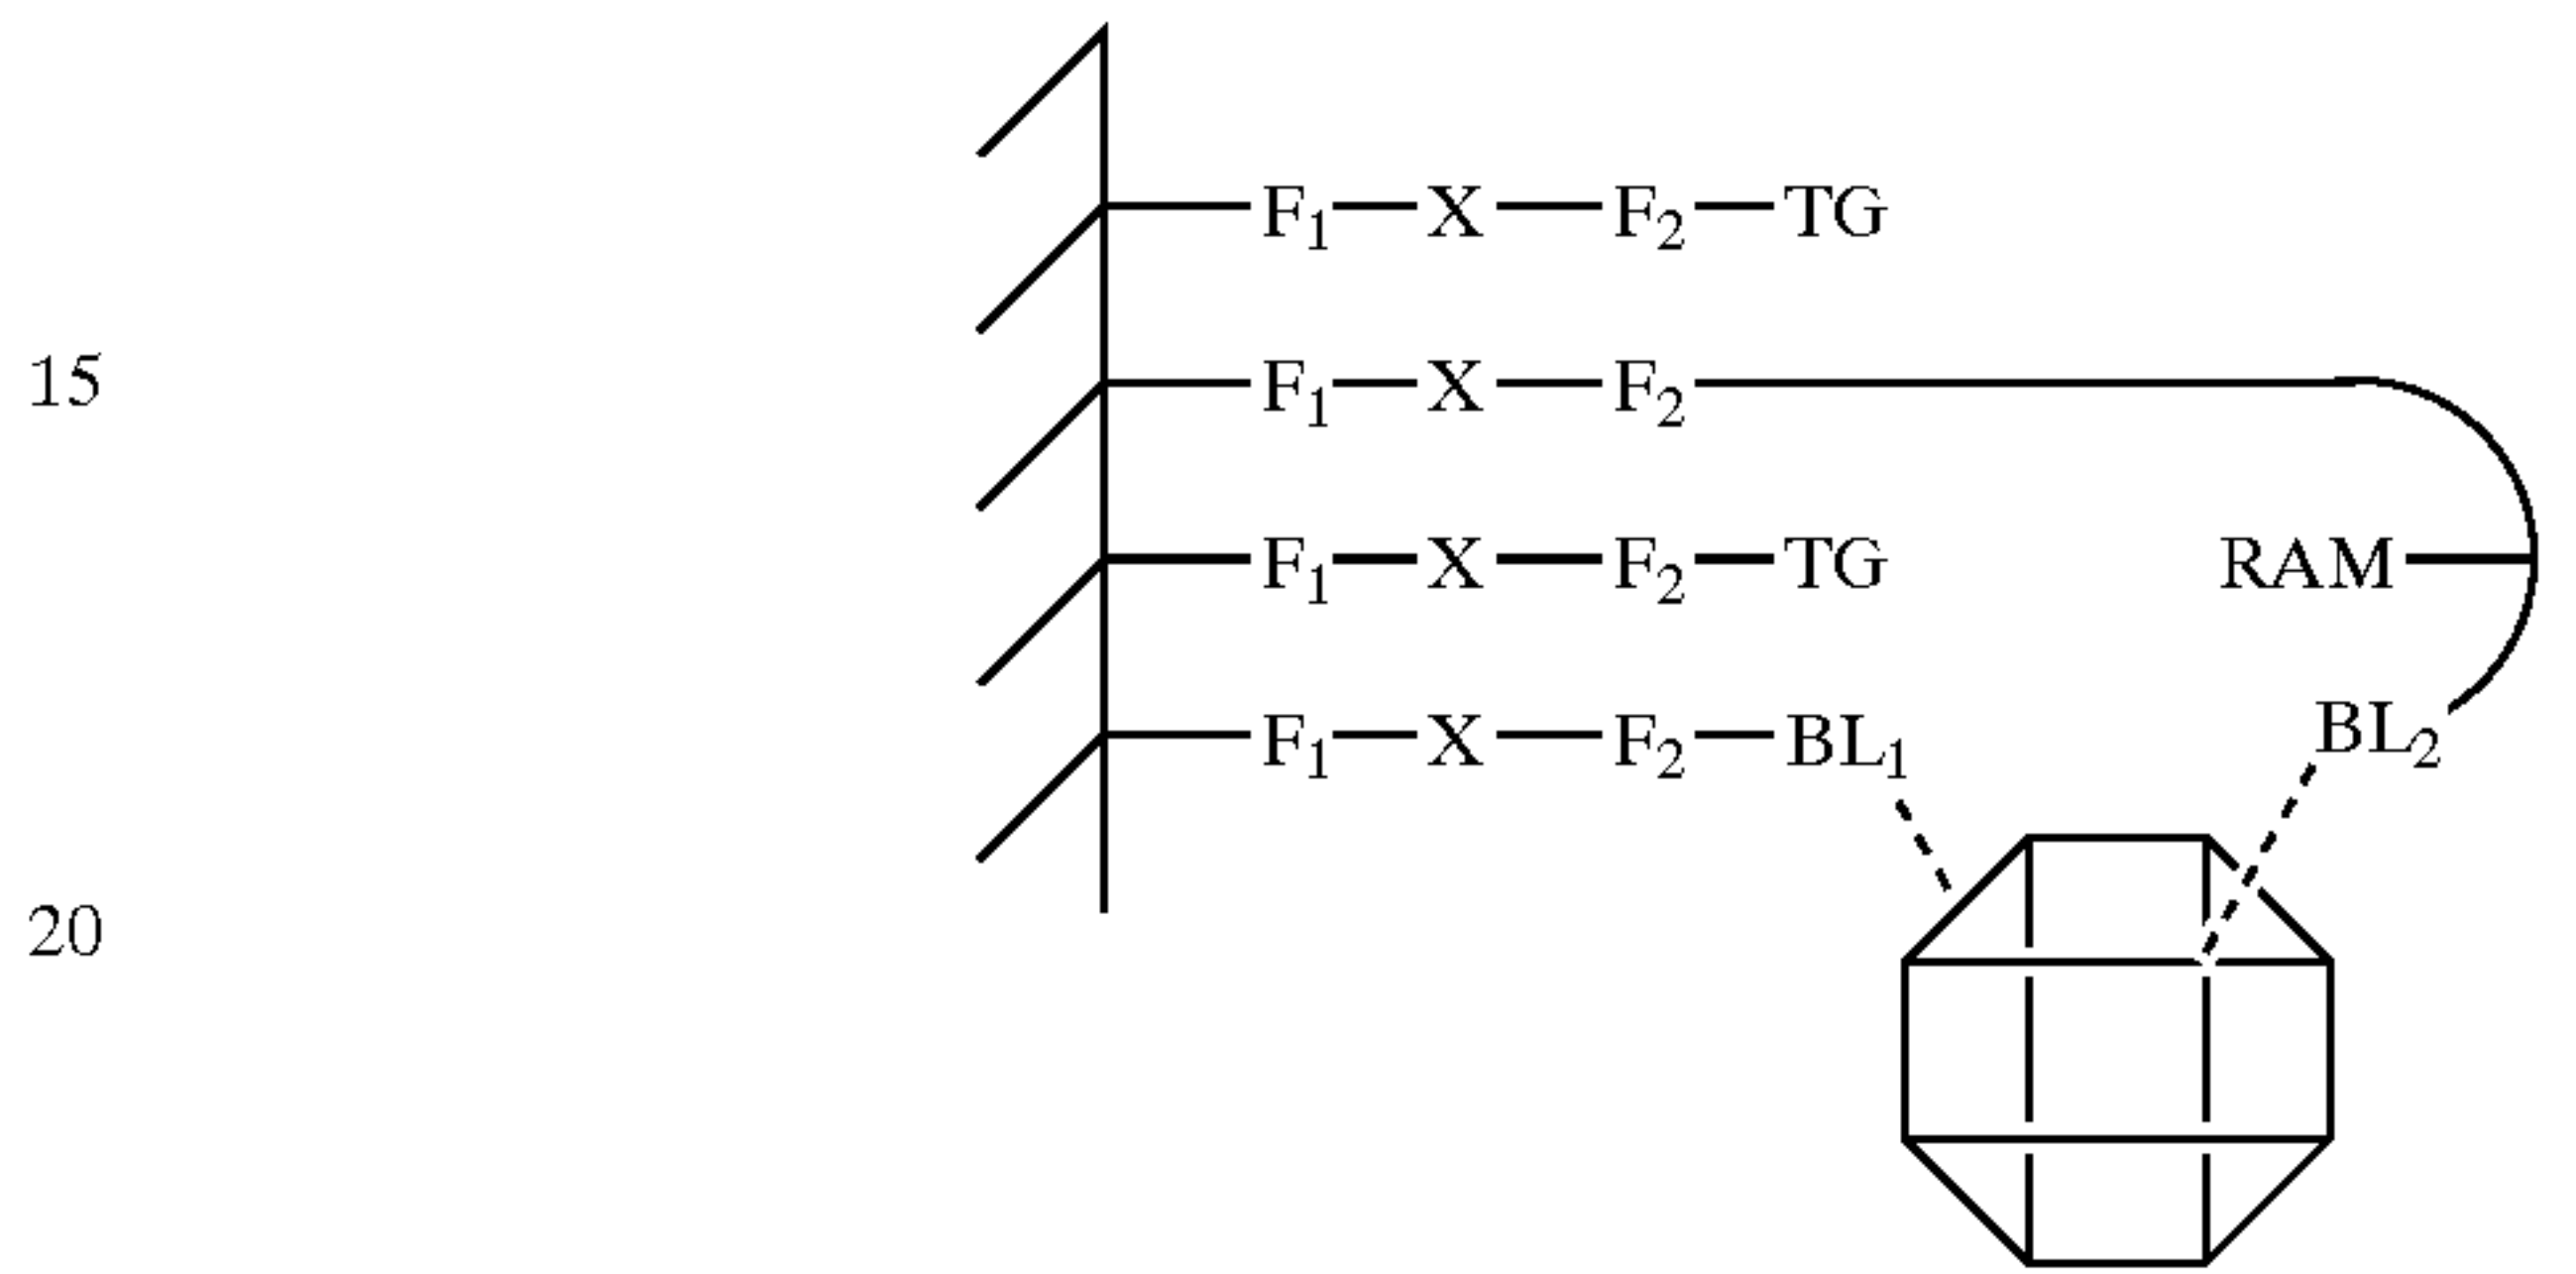 F₁—X—F₂—TG
15 F₁—X—F₂
F₁—X—F₂—TG RAM
F₁—X—F₂—BL₁ BL₂
20